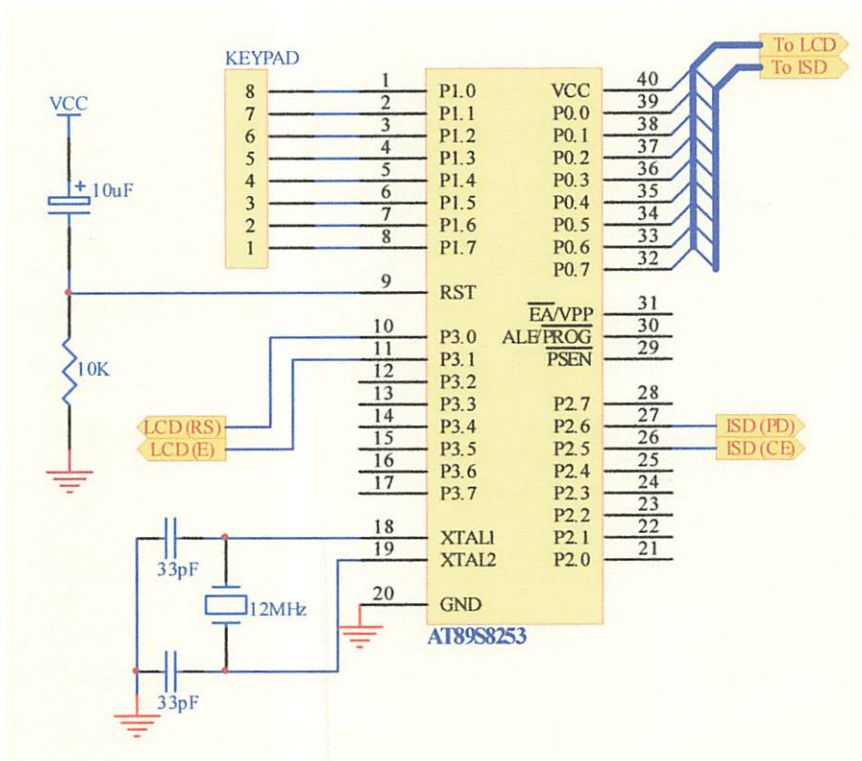 To LCD
To ISD
KEYPAD
8 1 P1.0 VCC 40
7 2 P1.1 P0.0 39
6 3 P1.2 P0.1 38
5 4 P1.3 P0.2 37
4 5 P1.4 P0.3 36
3 6 P1.5 P0.4 35
2 7 P1.6 P0.5 34
1 8 P1.7 P0.6 33
P0.7 32
VCC
+ 10uF
9 RST
EA/VPP 31
10 P3.0 ALE/PROG 30
11 P3.1 PSEN 29
10K
12 P3.2
13 P3.3 P2.7 28
14 P3.4 P2.6 27 ISD(PD)
15 P3.5 P2.5 26 ISD(CE)
16 P3.6 P2.4 25
17 P3.7 P2.3 24
LCD(RS)
LCD(E)
P2.2 23
18 XTAL1 P2.1 22
19 XTAL2 P2.0 21
33pF
12MHz
20 GND
AT89S8253
33pF